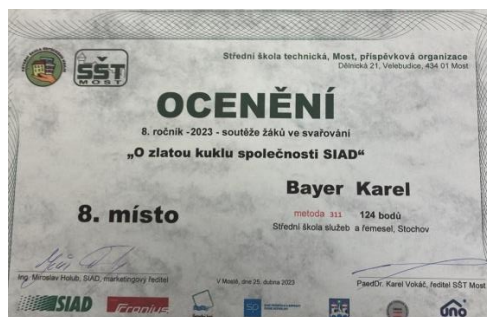 SŠT
MOST
Střední škola technická, Most, příspěvková organizace
Dělnická 21, Velebudice, 434 01 Most
OCENĚNÍ
8. ročník - 2023 - soutěže žáků ve svařování
„O zlatou kuklu společnosti SIAD“
Bayer Karel
8. místo
metoda 311 124 bodů
Střední škola služeb a řemesel, Stochov
Ing. Miroslav Holub, SIAD, marketingový ředitel
V Mostě, dne 25. dubna 2023
PaedDr. Karel Vokáč, ředitel SŠT Most
SIAD
Fronius
uno